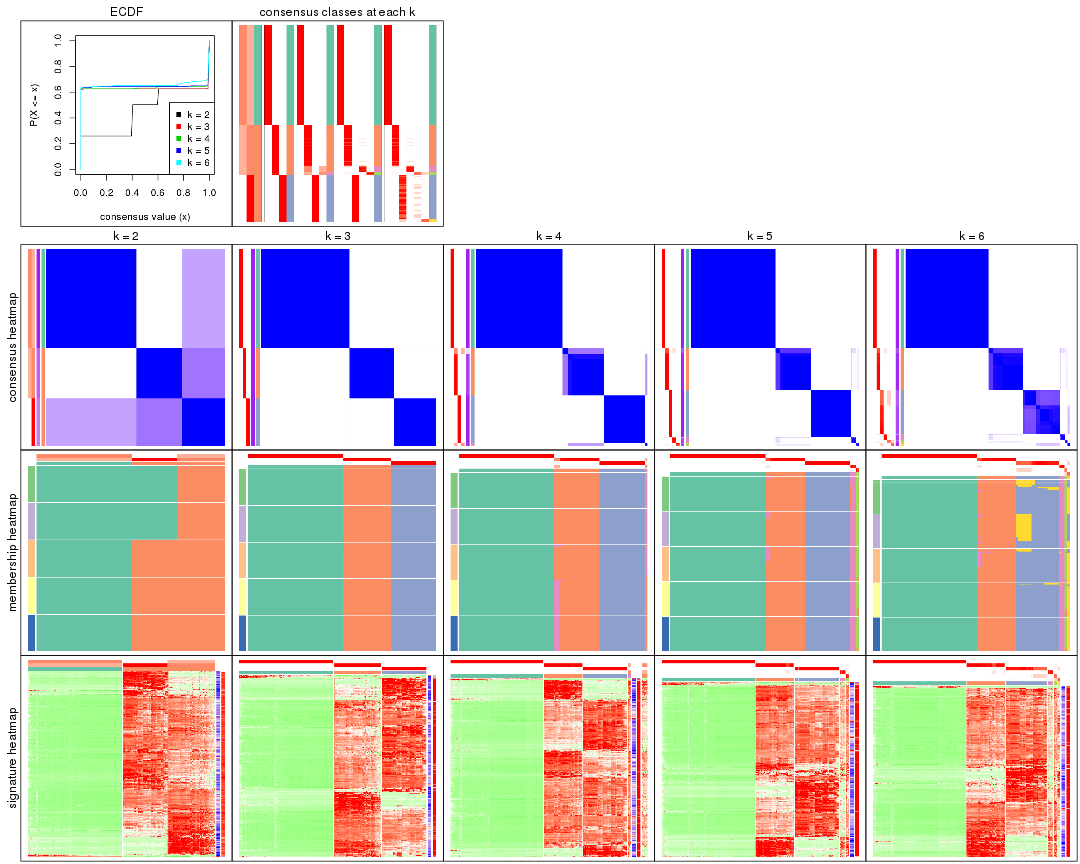 ECDF
consensus classes at each k
P(X <= x)
1.0
0.8
0.6
0.4
0.2
0.0
k = 2
k = 3
k = 4
k = 5
k = 6
0.0 0.2 0.4 0.6 0.8 1.0
consensus value (x)
k = 2
k = 3
k = 4
k = 5
k = 6
consensus heatmap
membership heatmap
signature heatmap